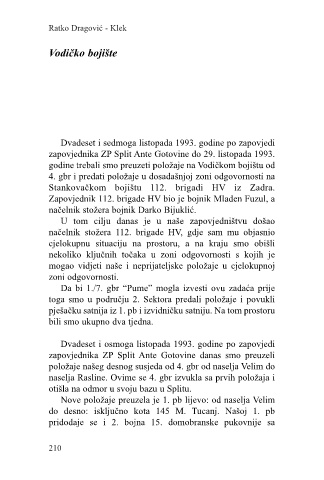 Ratko Dragović - Klek
Vodičko bojište
Dvadeset i sedmoga listopada 1993. godine po zapovjedi
zapovjednika ZP Split Ante Gotovine do 29. listopada 1993.
godine trebali smo preuzeti položaje na Vodičkom bojištu od
4. gbr i predati položaje u dosadašnjoj zoni odgovornosti na
Stankovačkom bojištu 112. brigadi HV iz Zadra.
Zapovjednik 112. brigade HV bio je bojnik Mladen Fuzul, a
načelnik stožera bojnik Darko Bijuklić.
U tom cilju danas je u naše zapovjedništvu došao
načelnik stožera 112. brigade HV, gdje sam mu objasnio
cjelokupnu situaciju na prostoru, a na kraju smo obišli
nekoliko ključnih točaka u zoni odgovornosti s kojih je
mogao vidjeti naše i neprijateljske položaje u cjelokupnoj
zoni odgovornosti.
Da bi 1./7. gbr “Pume” mogla izvesti ovu zadaća prije
toga smo u području 2. Sektora predali položaje i povukli
pješačku satnija iz 1. pb i izvidničku satniju. Na tom prostoru
bili smo ukupno dva tjedna.
Dvadeset i osmoga listopada 1993. godine po zapovjedi
zapovjednika ZP Split Ante Gotovine danas smo preuzeli
položaje našeg desnog susjeda od 4. gbr od naselja Velim do
naselja Rasline. Ovime se 4. gbr izvukla sa prvih položaja i
otišla na odmor u svoju bazu u Splitu.
Nove položaje preuzela je 1. pb lijevo: od naselja Velim
do desno: isključno kota 145 M. Tucanj. Našoj 1. pb
pridodaje se i 2. bojna 15. domobranske pukovnije sa
210